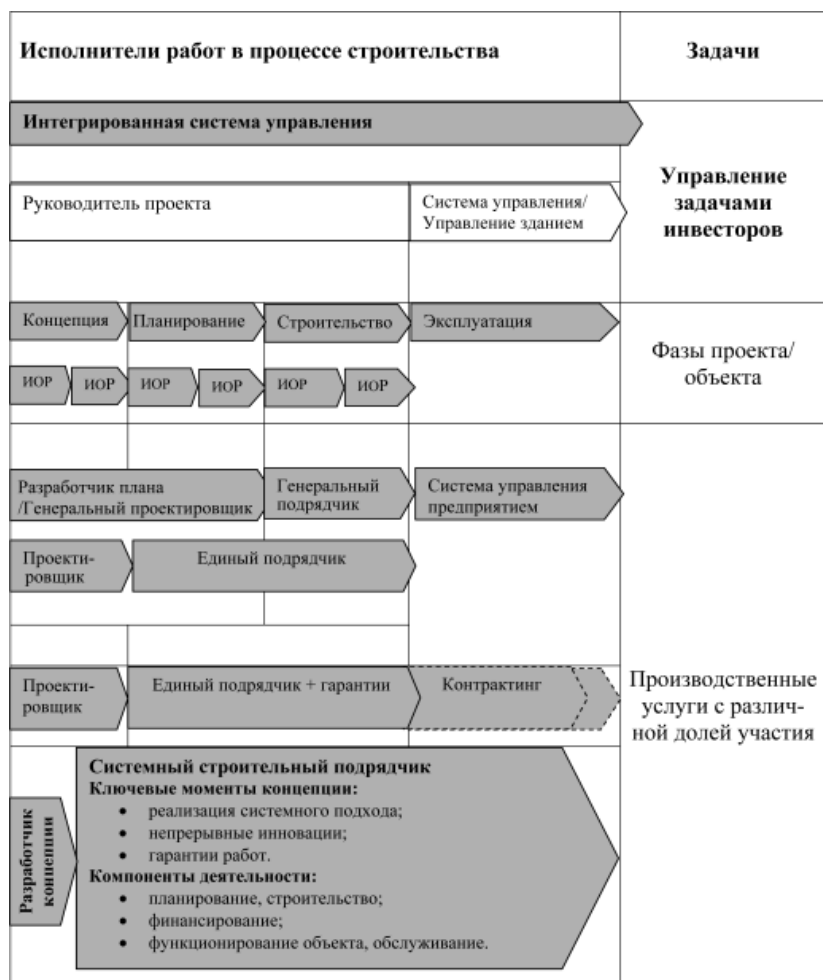 Исполнители работ в процессе строительства
Задачи
Интегрированная система управления
Управление
задачами
инвесторов
Руководитель проекта
Система управления/
Управление зданием
Концепция
Планирование
Строительство
Эксплуатация
Фазы проекта/
объекта
ИОР
ИОР
ИОР
ИОР
ИОР
ИОР
Разработчик плана
/Генеральный проектировщик
Генеральный
подрядчик
Система управления
предприятием
Проекти-
ровщик
Единый подрядчик
Проекти-
ровщик
Единый подрядчик + гарантии
Контрактинг
Производственные
услуги с различ-
ной долей участия
Разработчик
концепции
Системный строительный подрядчик
Ключевые моменты концепции:
• реализация системного подхода;
• непрерывные инновации;
• гарантии работ.
Компоненты деятельности:
• планирование, строительство;
• финансирование;
• функционирование объекта, обслуживание.